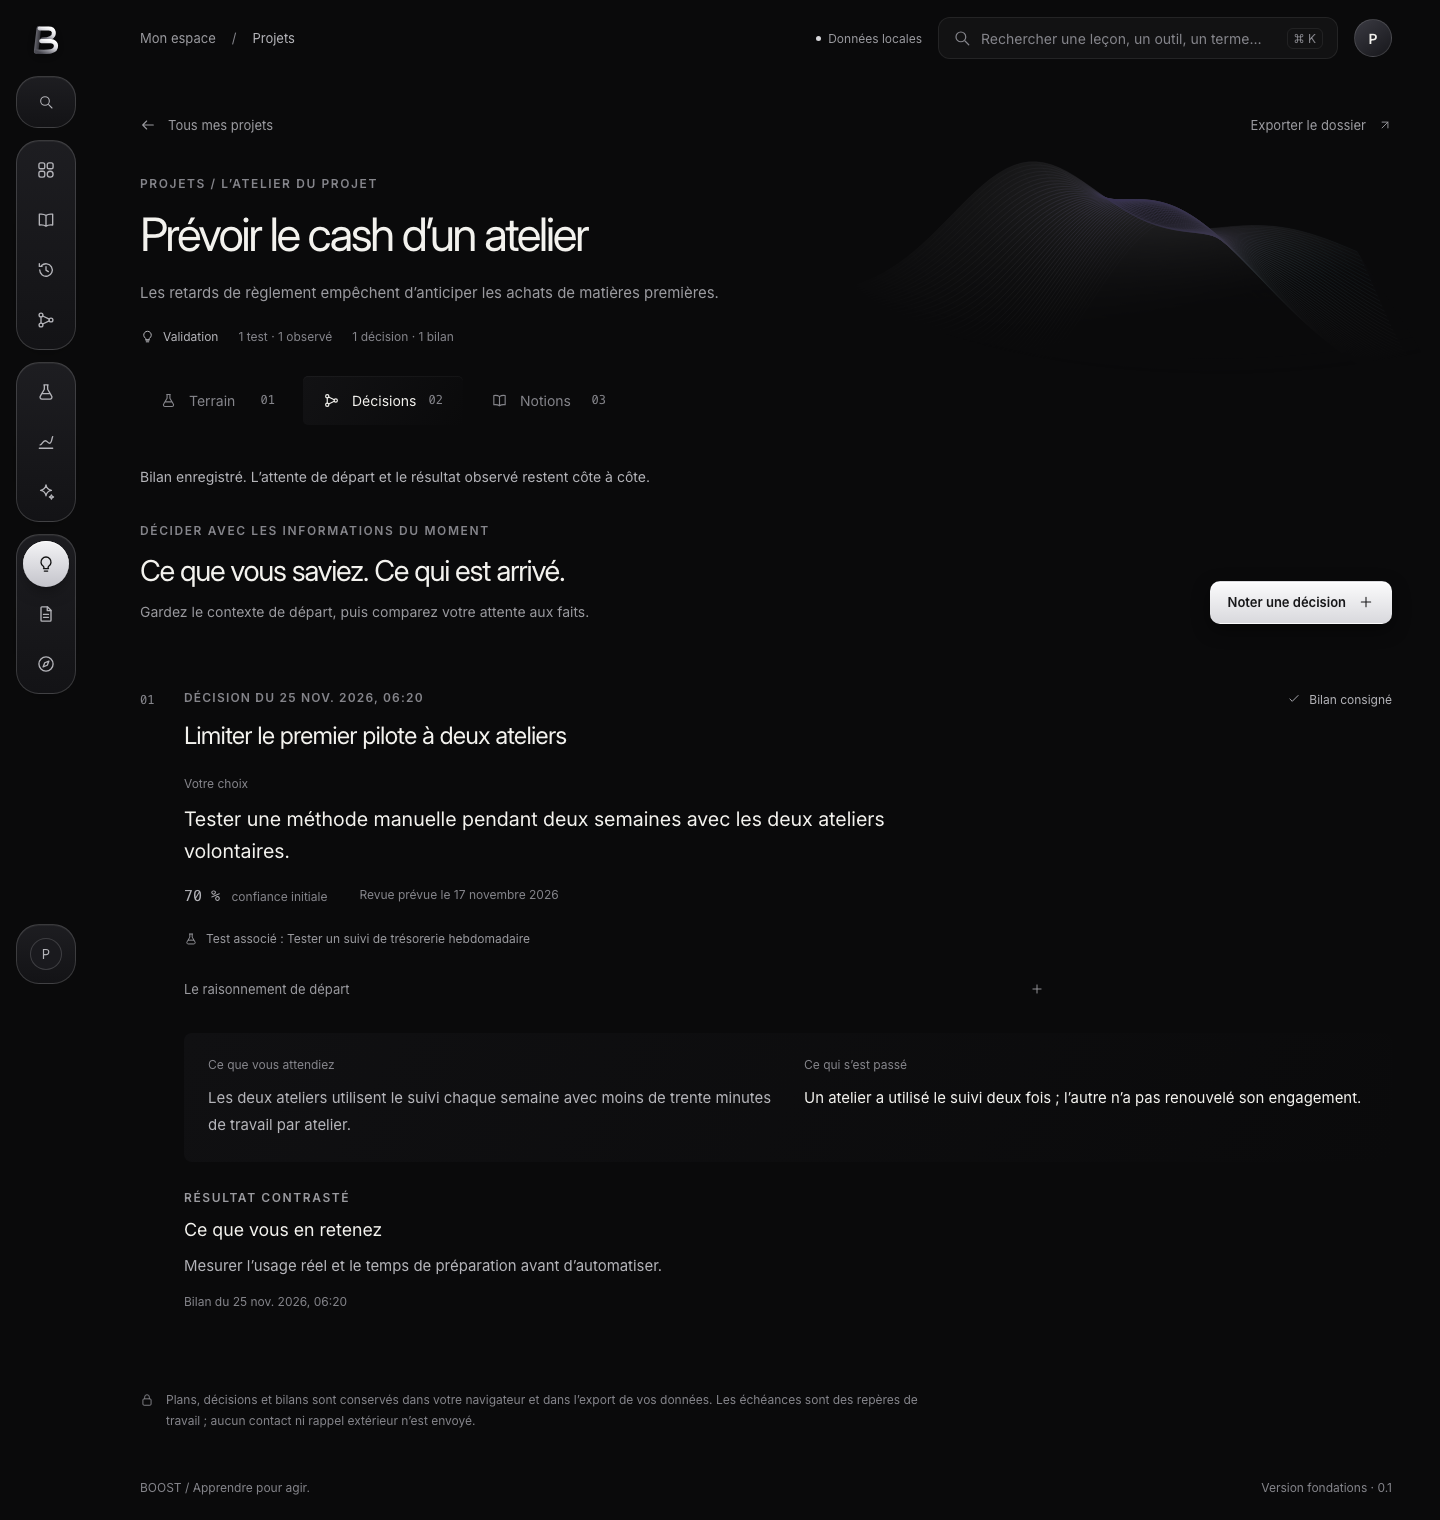 B
Mon espace / Projets
Données locales
Rechercher une leçon, un outil, un terme…
⌘ K
P
Tous mes projets
Exporter le dossier
PROJETS / L’ATELIER DU PROJET
Prévoir le cash d’un atelier
Les retards de règlement empêchent d’anticiper les achats de matières premières.
Validation 1 test · 1 observé 1 décision · 1 bilan
Terrain 01 Décisions 02 Notions 03
Bilan enregistré. L’attente de départ et le résultat observé restent côte à côte.
DÉCIDER AVEC LES INFORMATIONS DU MOMENT
Ce que vous saviez. Ce qui est arrivé.
Gardez le contexte de départ, puis comparez votre attente aux faits.
Noter une décision
01 DÉCISION DU 25 NOV. 2026, 06:20
Bilan consigné
Limiter le premier pilote à deux ateliers
Votre choix
Tester une méthode manuelle pendant deux semaines avec les deux ateliers
volontaires.
70 % confiance initiale Revue prévue le 17 novembre 2026
Test associé : Tester un suivi de trésorerie hebdomadaire
P
Le raisonnement de départ
Ce que vous attendiez
Les deux ateliers utilisent le suivi chaque semaine avec moins de trente minutes
de travail par atelier.
Ce qui s’est passé
Un atelier a utilisé le suivi deux fois ; l’autre n’a pas renouvelé son engagement.
RÉSULTAT CONTRASTÉ
Ce que vous en retenez
Mesurer l’usage réel et le temps de préparation avant d’automatiser.
Bilan du 25 nov. 2026, 06:20
Plans, décisions et bilans sont conservés dans votre navigateur et dans l’export de vos données. Les échéances sont des repères de
travail ; aucun contact ni rappel extérieur n’est envoyé.
BOOST / Apprendre pour agir.
Version fondations · 0.1